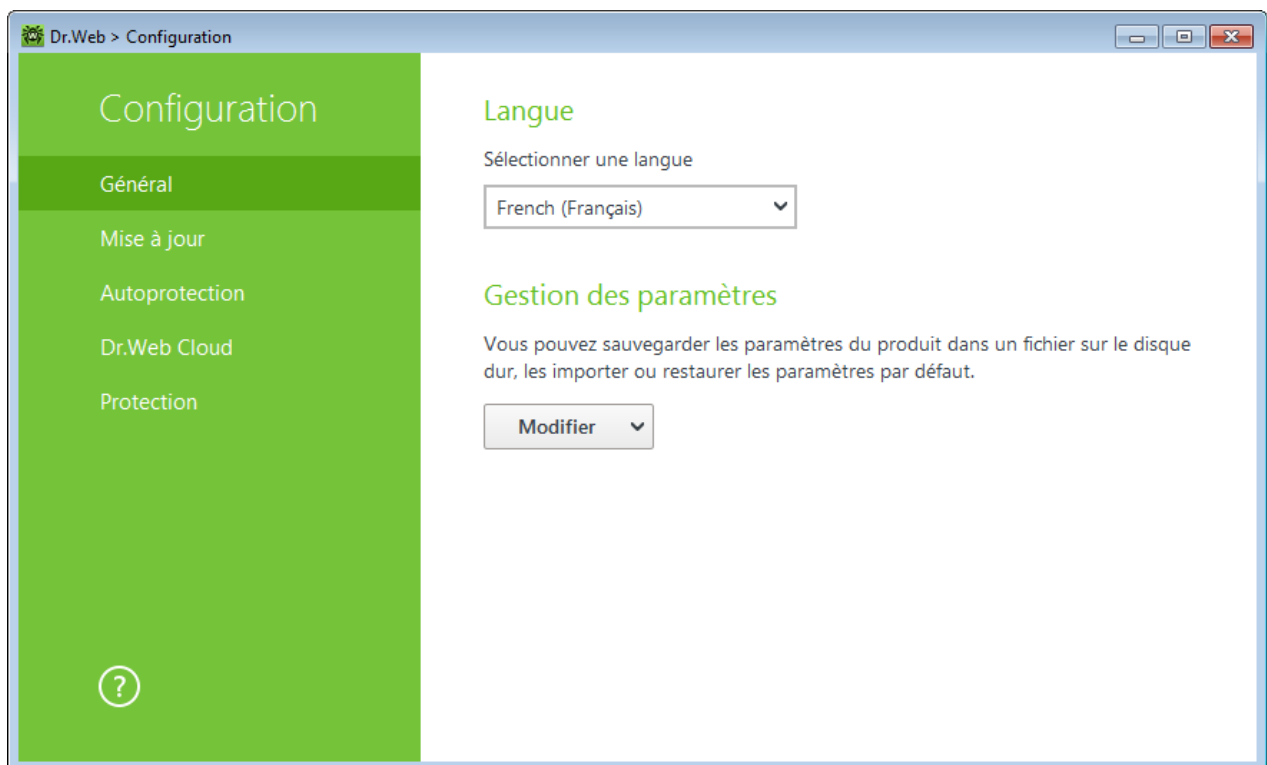 Dr.Web > Configuration
Configuration
Général
Mise à jour
Autoprotection
Dr.Web Cloud
Protection
?
Langue
Sélectionner une langue
French (Français)
Gestion des paramètres
Vous pouvez sauvegarder les paramètres du produit dans un fichier sur le disque
dur, les importer ou restaurer les paramètres par défaut.
Modifier